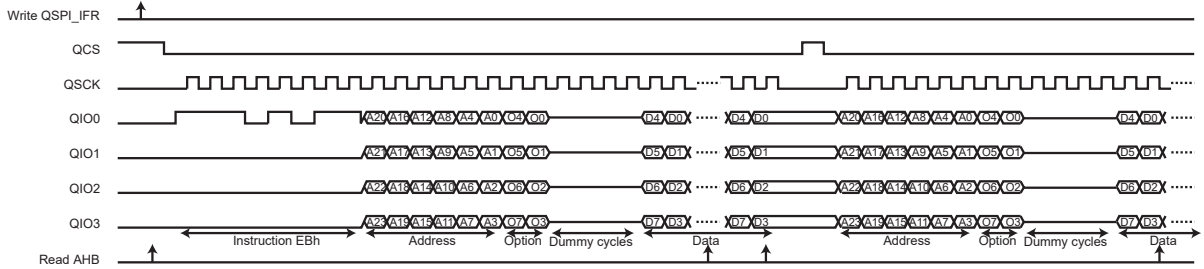 Write QSPI_IFR
QCS
QSCK
QIO0 A20 A16 A12 A8 A4 A0 O4 O0 D4 D0 D4 D0 A20 A16 A12 A8 A4 A0 O4 O0 D4 D0
QIO1 A21 A17 A13 A9 A5 A1 O5 O1 D5 D1 D5 D1 A21 A17 A13 A9 A5 A1 O5 O1 D5 D1
QIO2 A22 A18 A14 A10 A6 A2 O6 O2 D6 D2 D6 D2 A22 A18 A14 A10 A6 A2 O6 O2 D6 D2
QIO3 A23 A19 A15 A11 A7 A3 O7 O3 D7 D3 D7 D3 A23 A19 A15 A11 A7 A3 O7 O3 D7 D3
Instruction EBh Address Option Dummy cycles Data Address Option Dummy cycles Data
Read AHB